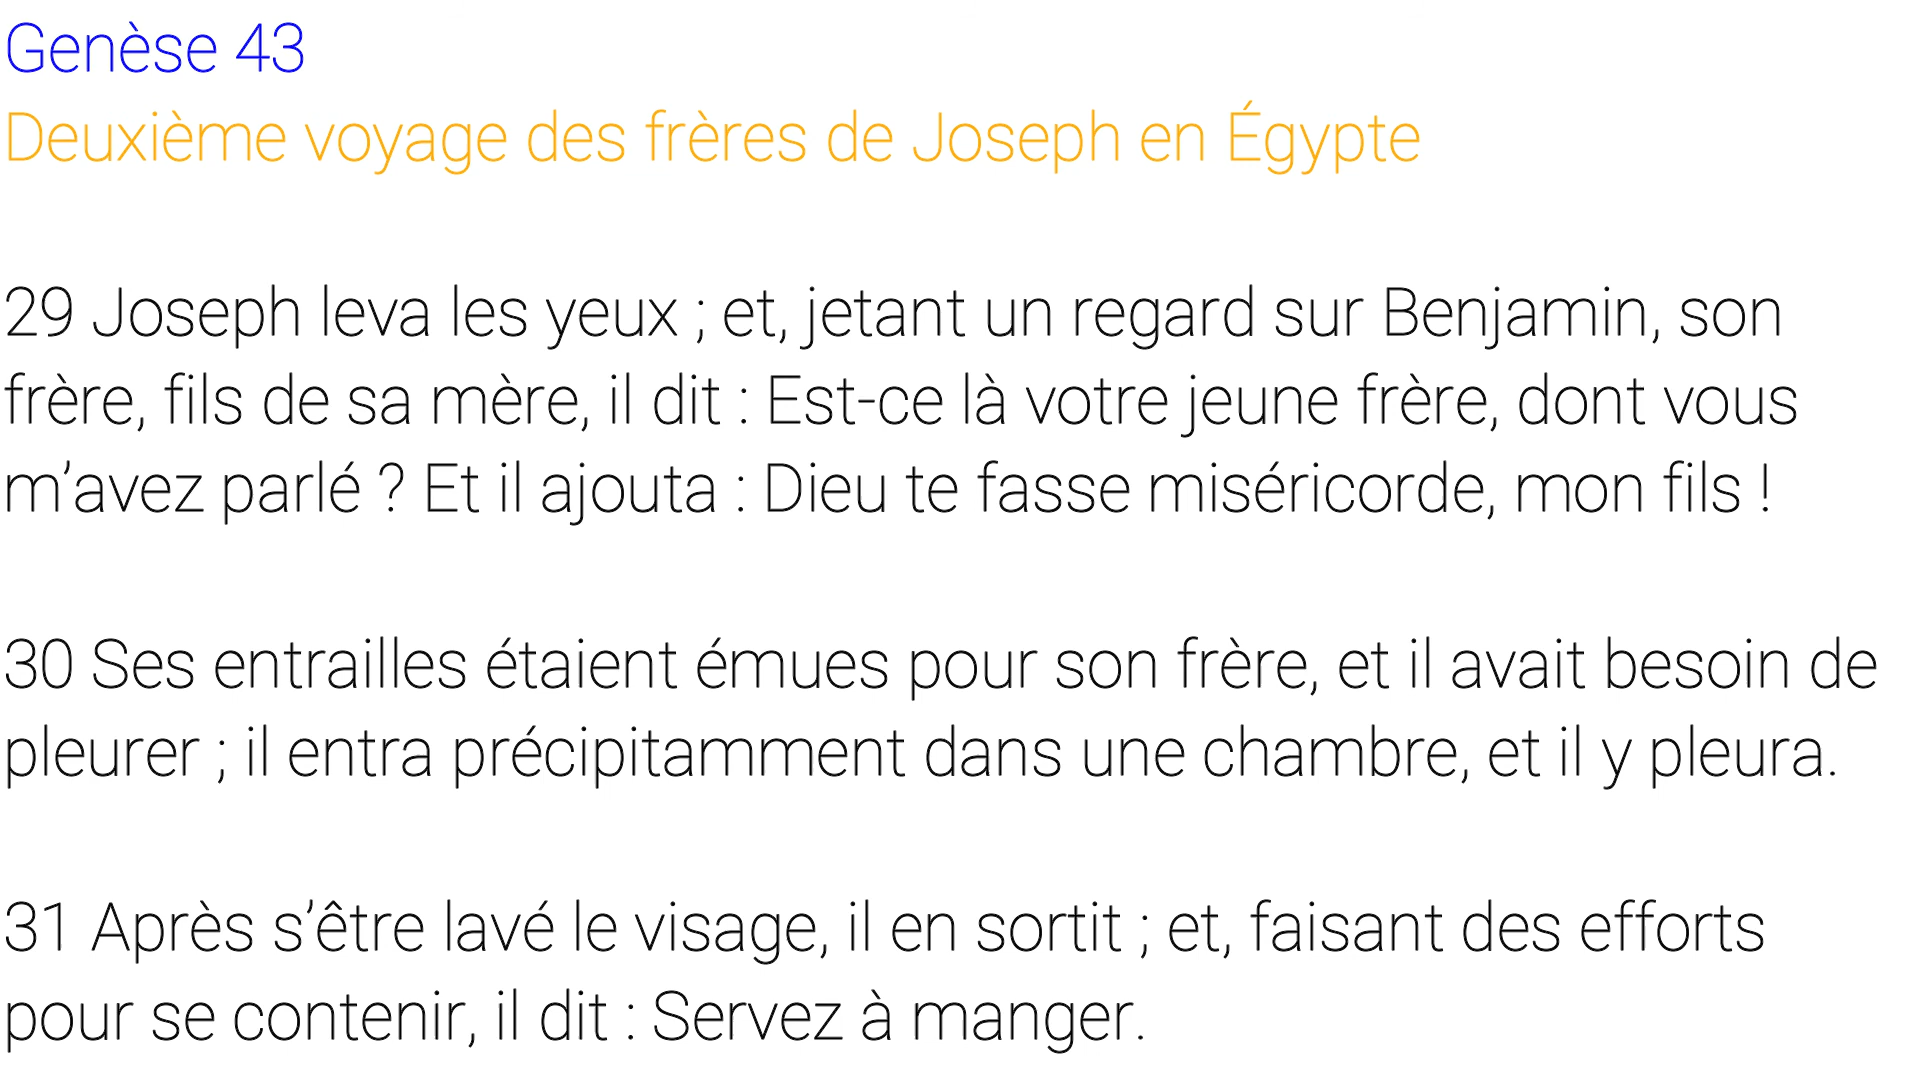 Genèse 43
Deuxième voyage des frères de Joseph en Égypte
29 Joseph leva les yeux ; et, jetant un regard sur Benjamin, son
frère, fils de sa mère, il dit : Est-ce là votre jeune frère, dont vous
m’avez parlé ? Et il ajouta : Dieu te fasse miséricorde, mon fils !
30 Ses entrailles étaient émues pour son frère, et il avait besoin de
pleurer ; il entra précipitamment dans une chambre, et il y pleura.
31 Après s’être lavé le visage, il en sortit ; et, faisant des efforts
pour se contenir, il dit : Servez à manger.